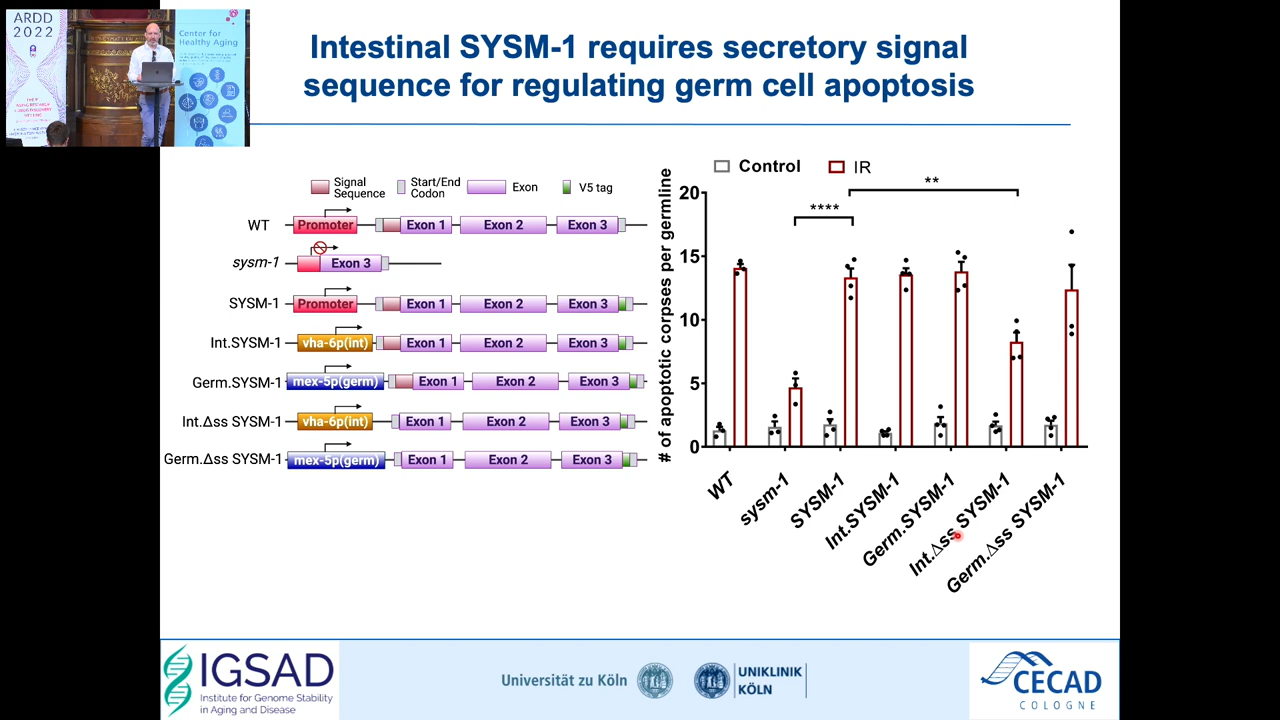 ARDD
2022
Center for
Healthy Aging
Intestinal SYSM-1 requires secretory signal
sequence for regulating germ cell apoptosis
Signal
Sequence
Start/End
Codon
Exon
V5 tag
WT
Promoter
Exon 1
Exon 2
Exon 3
sysm-1
Exon 3
SYSM-1
Promoter
Exon 1
Exon 2
Exon 3
Int.SYSM-1
vha-6p(int)
Exon 1
Exon 2
Exon 3
Germ.SYSM-1
mex-5p(germ)
Exon 1
Exon 2
Exon 3
Int.Δss SYSM-1
vha-6p(int)
Exon 1
Exon 2
Exon 3
Germ.Δss SYSM-1
mex-5p(germ)
Exon 1
Exon 2
Exon 3
Control
IR
# of apoptotic corpses per germline
20
15
10
5
0
****
**
WT
sysm-1
SYSM-1
Int.SYSM-1
Germ.SYSM-1
Int.Δss SYSM-1
Germ.Δss SYSM-1
IGSAD
Institute for Genome Stability
in Aging and Disease
Universität zu Köln
UNIKLINIK
KÖLN
CECAD
COLOGNE